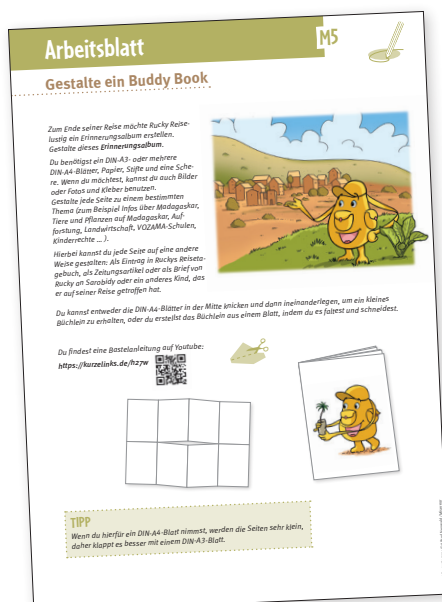 Arbeitsblatt
M5
Gestalte ein Buddy Book
Zum Ende seiner Reise möchte Rucky Reise-
lustig ein Erinnerungsalbum erstellen.
Gestalte dieses Erinnerungsalbum.
Du benötigst ein DIN-A3- oder mehrere
DIN-A4-Blätter, Papier, Stifte und eine Sche-
re. Wenn du möchtest, kannst du auch Bilder
oder Fotos und Kleber benutzen.
Gestalte jede Seite zu einem bestimmten
Thema (zum Beispiel Infos über Madagaskar,
Tiere und Pflanzen auf Madagaskar, Auf-
forstung, Landwirtschaft, VOZAMA-Schulen,
Kinderrechte ... ).
Hierbei kannst du jede Seite auf eine andere
Weise gestalten: Als Eintrag in Ruckys Reiseta-
gebuch, als Zeitungsartikel oder als Brief von
Rucky an Sarobidy oder ein anderes Kind, das
er auf seiner Reise getroffen hat.
Du kannst entweder die DIN-A4-Blätter in der Mitte knicken und dann ineinanderlegen, um ein kleines
Büchlein zu erhalten, oder du erstellst das Büchlein aus einem Blatt, indem du es faltest und schneidest.
Du findest eine Bastelanleitung auf Youtube:
https://kurzelinks.de/h27w
TIPP
Wenn du hierfür ein DIN-A4-Blatt nimmst, werden die Seiten sehr klein,
daher klappt es besser mit einem DIN-A3-Blatt.